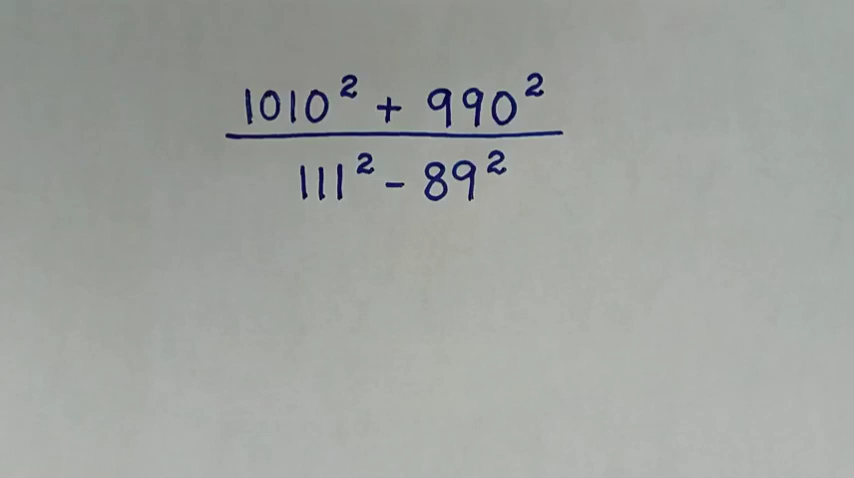 1010² + 990²
111² - 89²